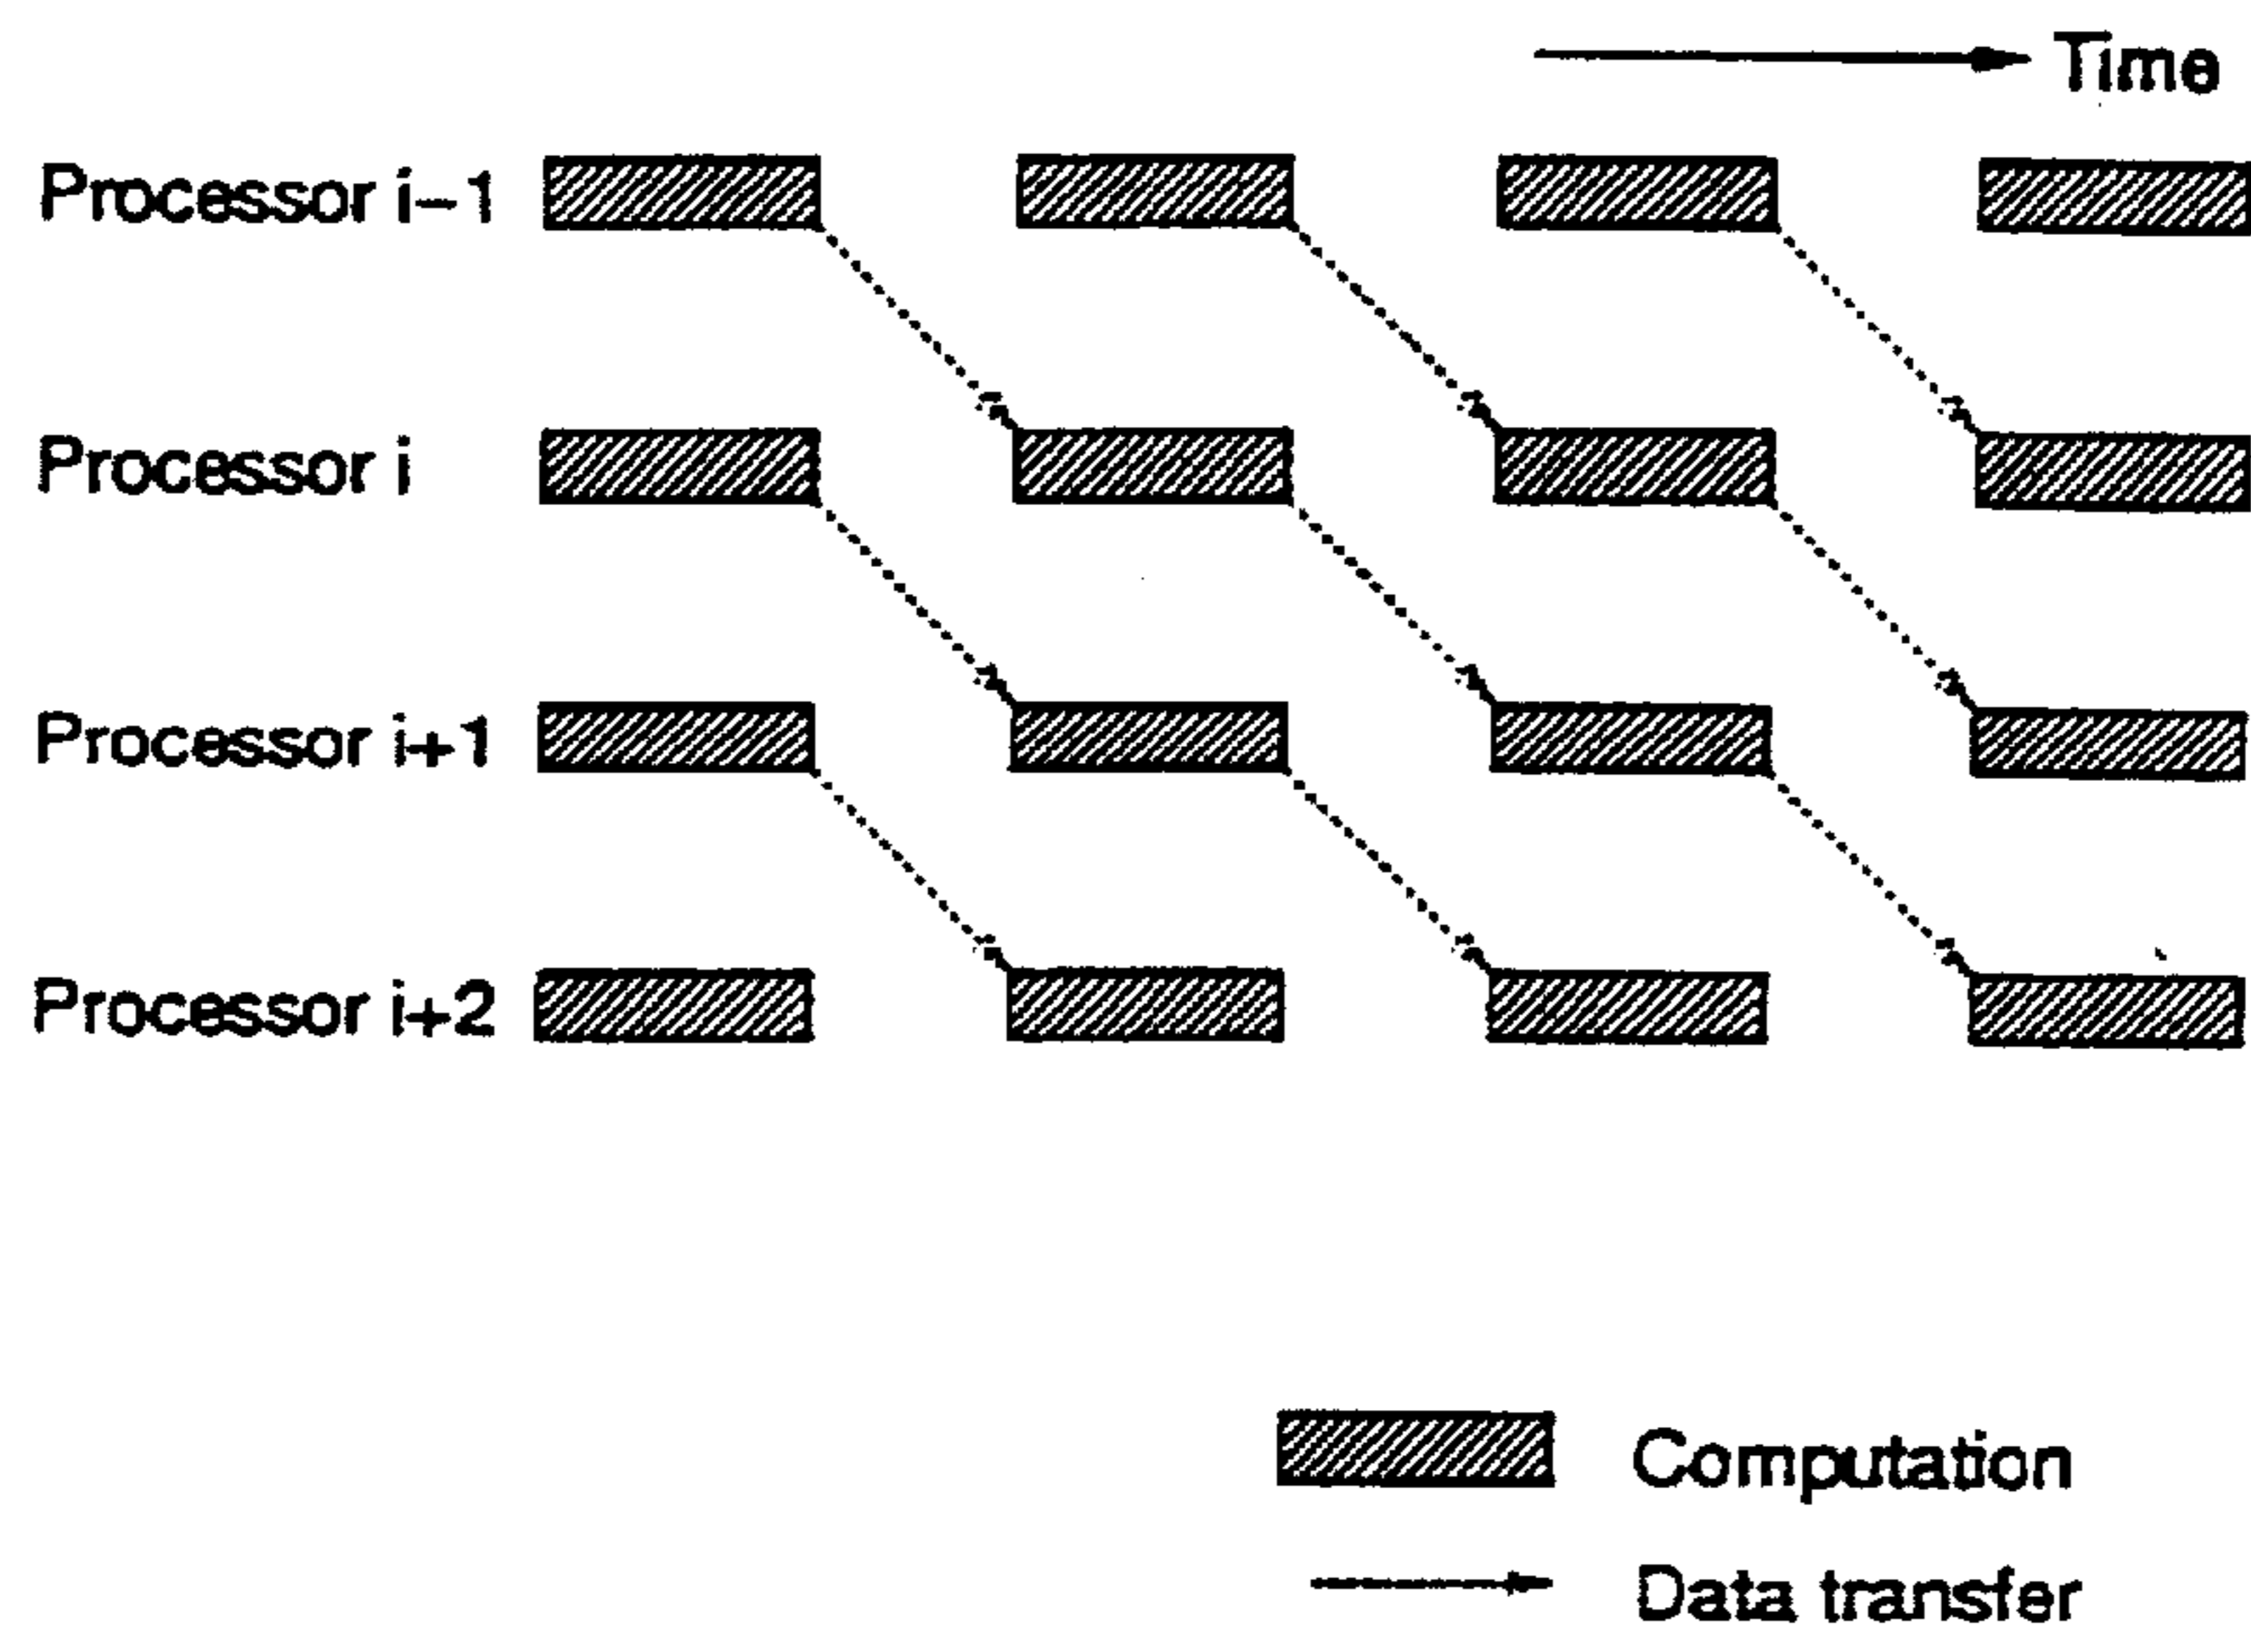 Time
Processor i–1
Processor i
Processor i+1
Processor i+2
Computation
Data transfer